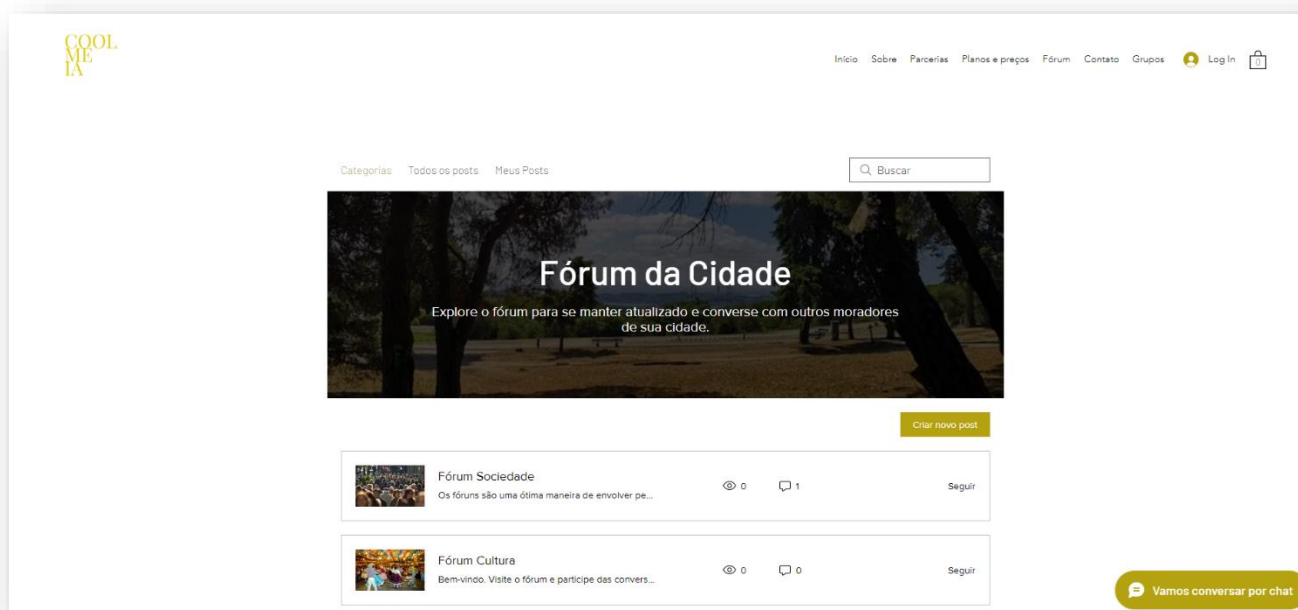 COOL
ME
IA
Início Sobre Parcerias Planos e preços Fórum Contato Grupos Log In 0
Categorias Todos os posts Meus Posts Buscar
Fórum da Cidade
Explore o fórum para se manter atualizado e converse com outros moradores
de sua cidade.
Criar novo post
Fórum Sociedade
Os fóruns são uma ótima maneira de envolver pe...
0 1 Seguir
Fórum Cultura
Bem-vindo. Visite o fórum e participe das convers...
0 0 Seguir
Vamos conversar por chat